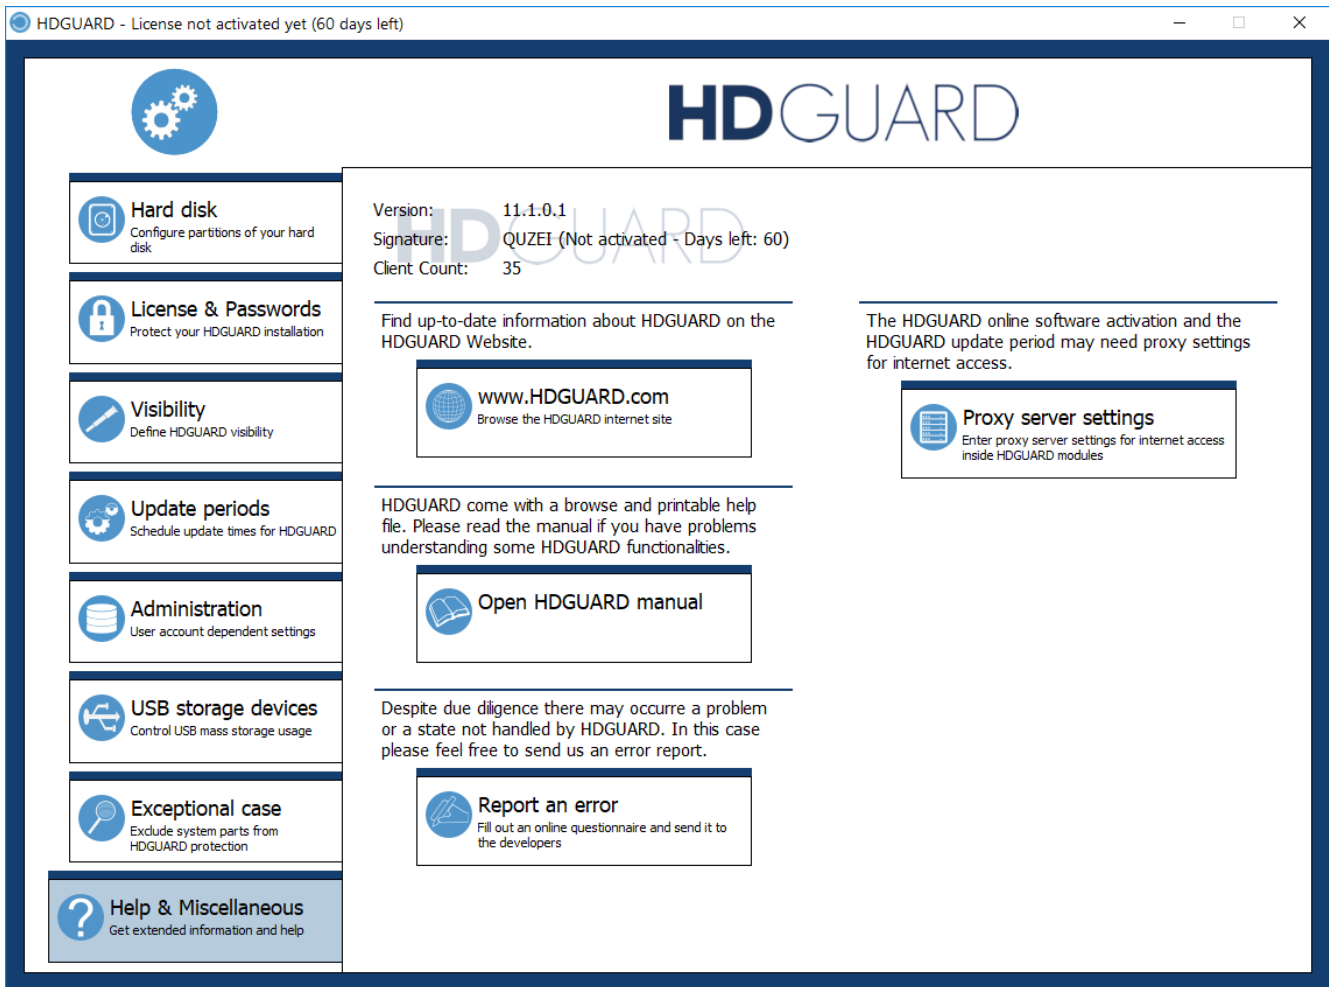 HDGUARD - License not activated yet (60 days left)
HDGUARD
Hard disk
Configure partitions of your hard
disk
License & Passwords
Protect your HDGUARD installation
Visibility
Define HDGUARD visibility
Update periods
Schedule update times for HDGUARD
Administration
User account dependent settings
USB storage devices
Control USB mass storage usage
Exceptional case
Exclude system parts from
HDGUARD protection
Help & Miscellaneous
Get extended information and help
HDGUARD
Version: 11.1.0.1
Signature: QUZEI (Not activated - Days left: 60)
Client Count: 35
Find up-to-date information about HDGUARD on the
HDGUARD Website.
www.HDGUARD.com
Browse the HDGUARD internet site
HDGUARD come with a browse and printable help
file. Please read the manual if you have problems
understanding some HDGUARD functionalities.
Open HDGUARD manual
Despite due diligence there may occurre a problem
or a state not handled by HDGUARD. In this case
please feel free to send us an error report.
Report an error
Fill out an online questionnaire and send it to
the developers
The HDGUARD online software activation and the
HDGUARD update period may need proxy settings
for internet access.
Proxy server settings
Enter proxy server settings for internet access
inside HDGUARD modules